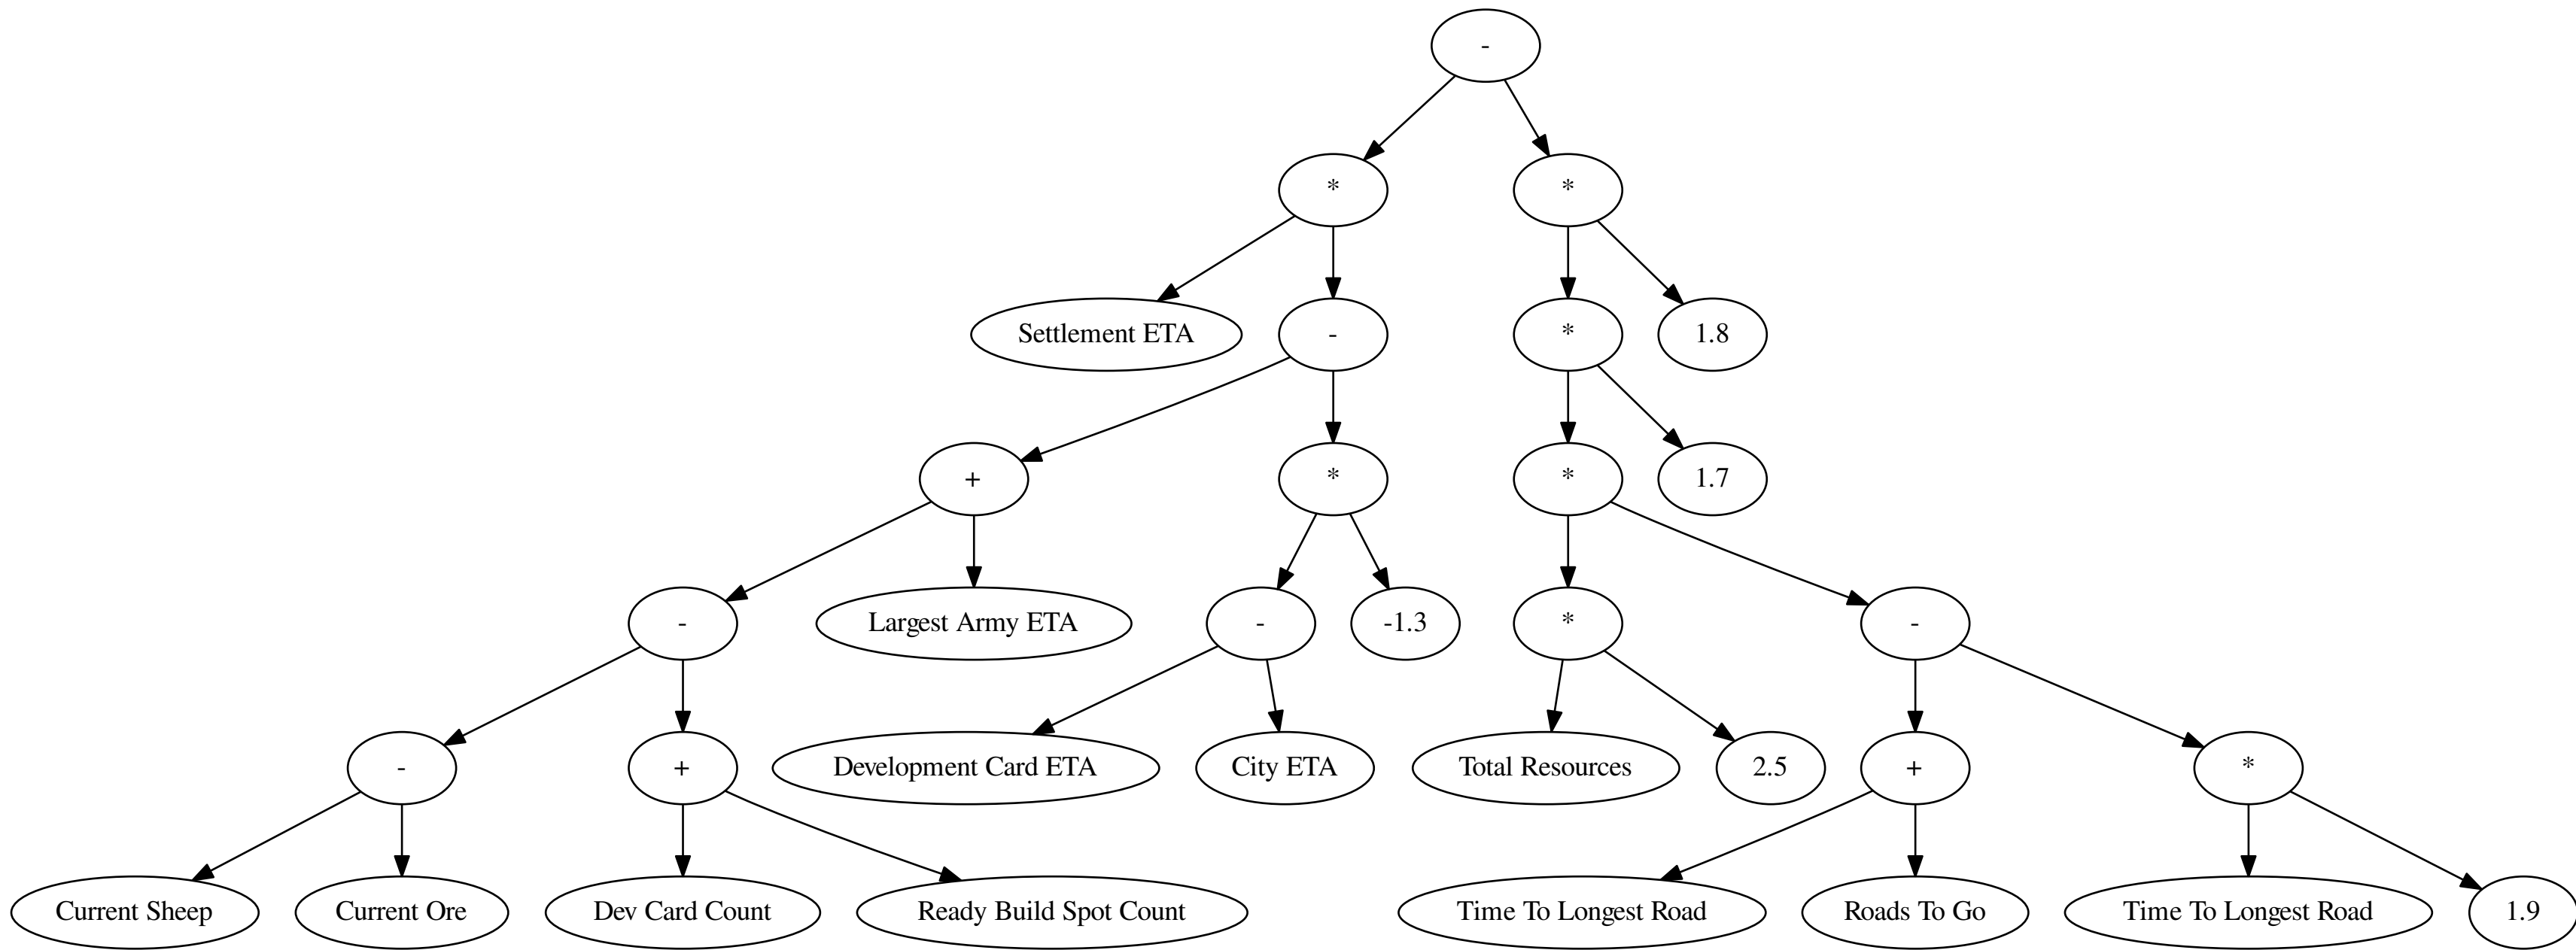 -
* *
Settlement ETA - * 1.8
+ * * 1.7
- Largest Army ETA - -1.3 * -
- + Development Card ETA City ETA Total Resources 2.5 + *
Current Sheep Current Ore Dev Card Count Ready Build Spot Count Time To Longest Road Roads To Go Time To Longest Road 1.9